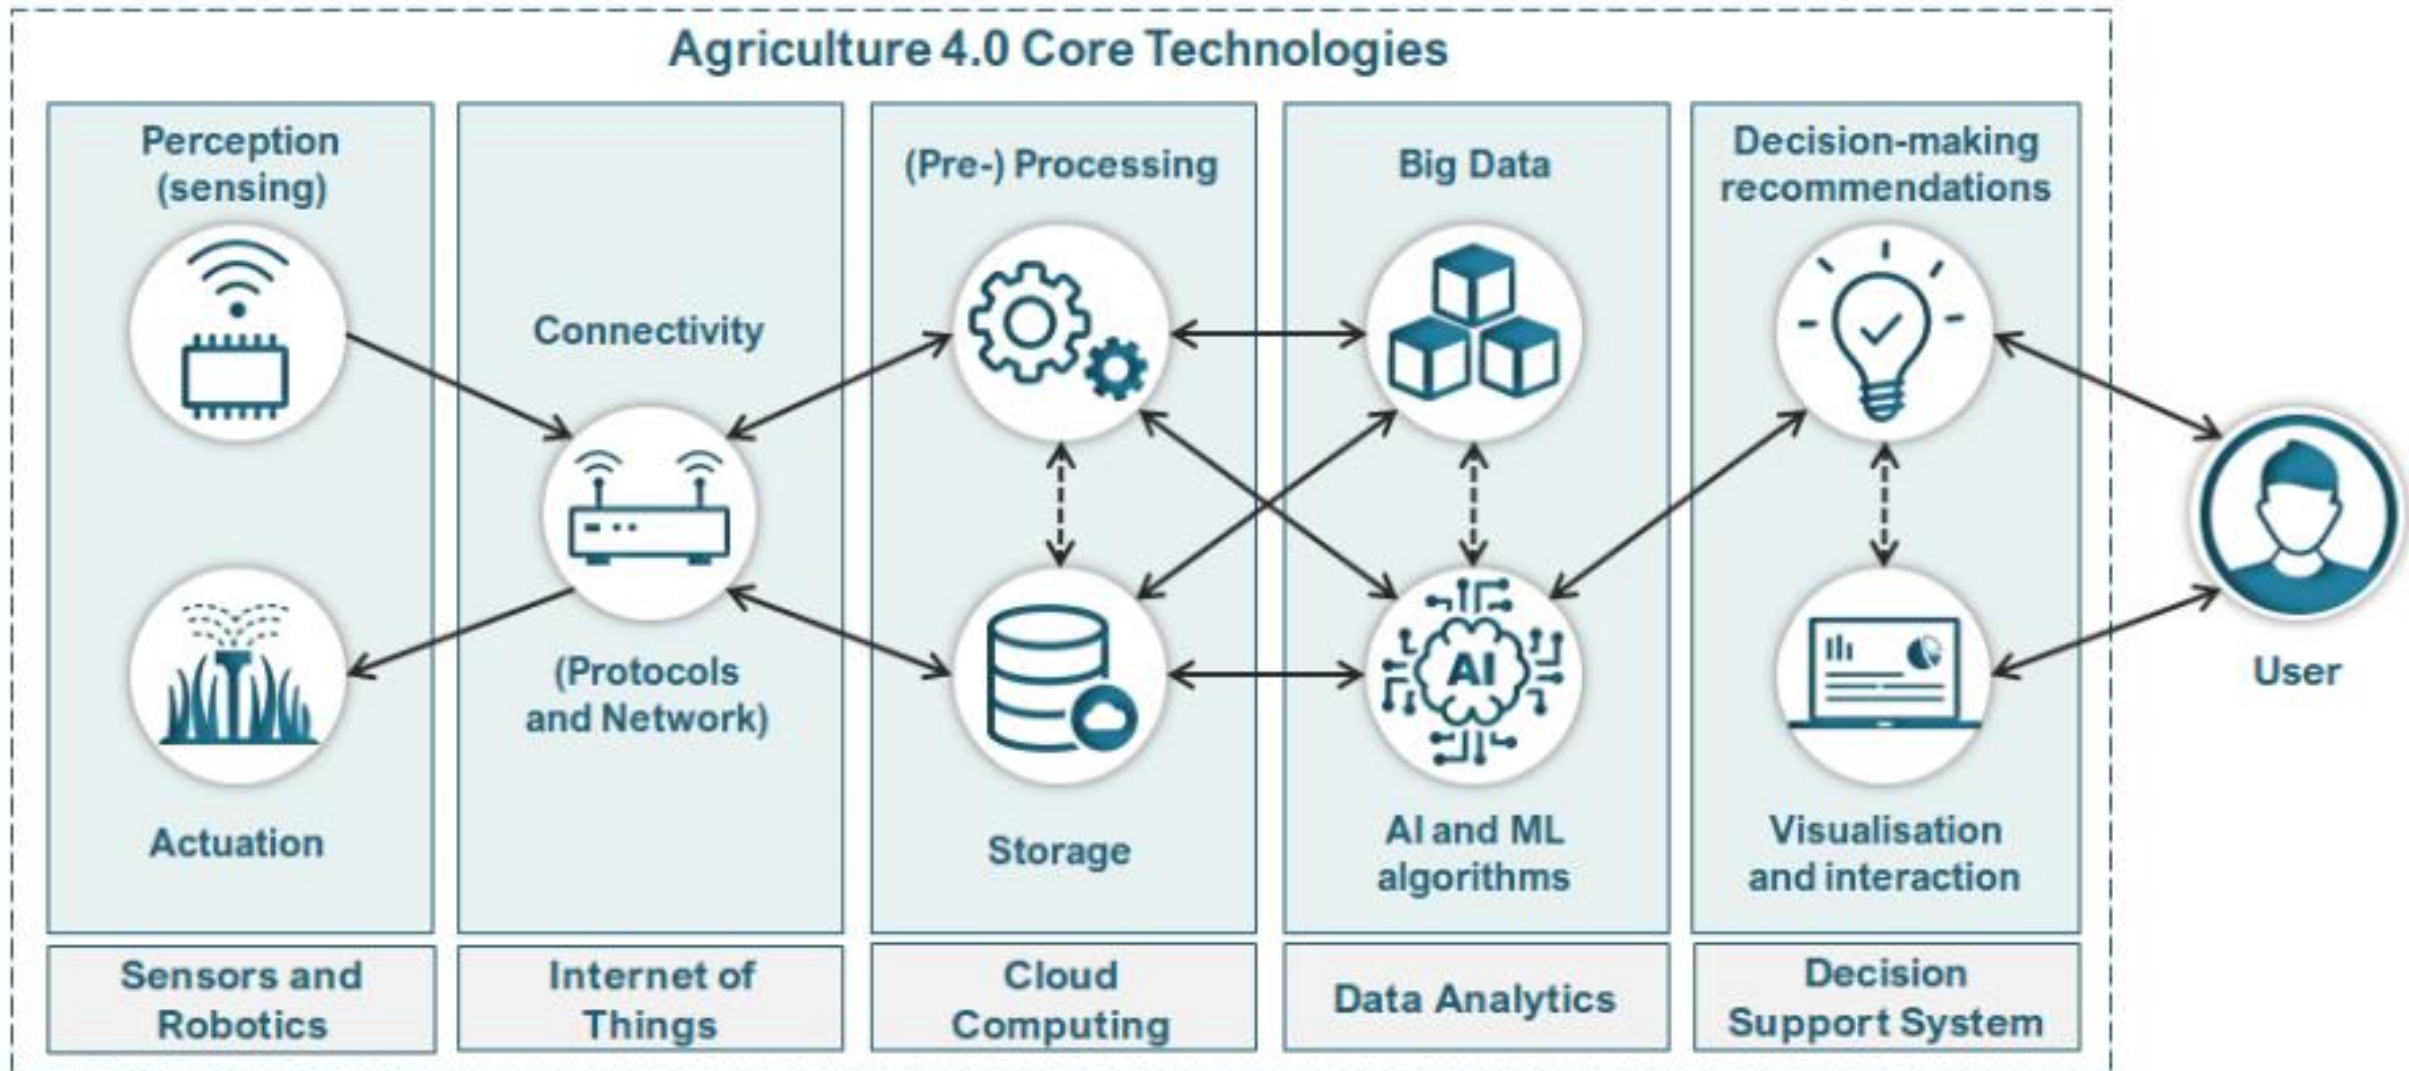 Agriculture 4.0 Core Technologies
Perception
(sensing)
Actuation
Sensors and
Robotics
Connectivity
(Protocols
and Network)
Internet of
Things
(Pre-) Processing
Storage
Cloud
Computing
Big Data
AI
AI and ML
algorithms
Data Analytics
Decision-making
recommendations
Visualisation
and interaction
Decision
Support System
User